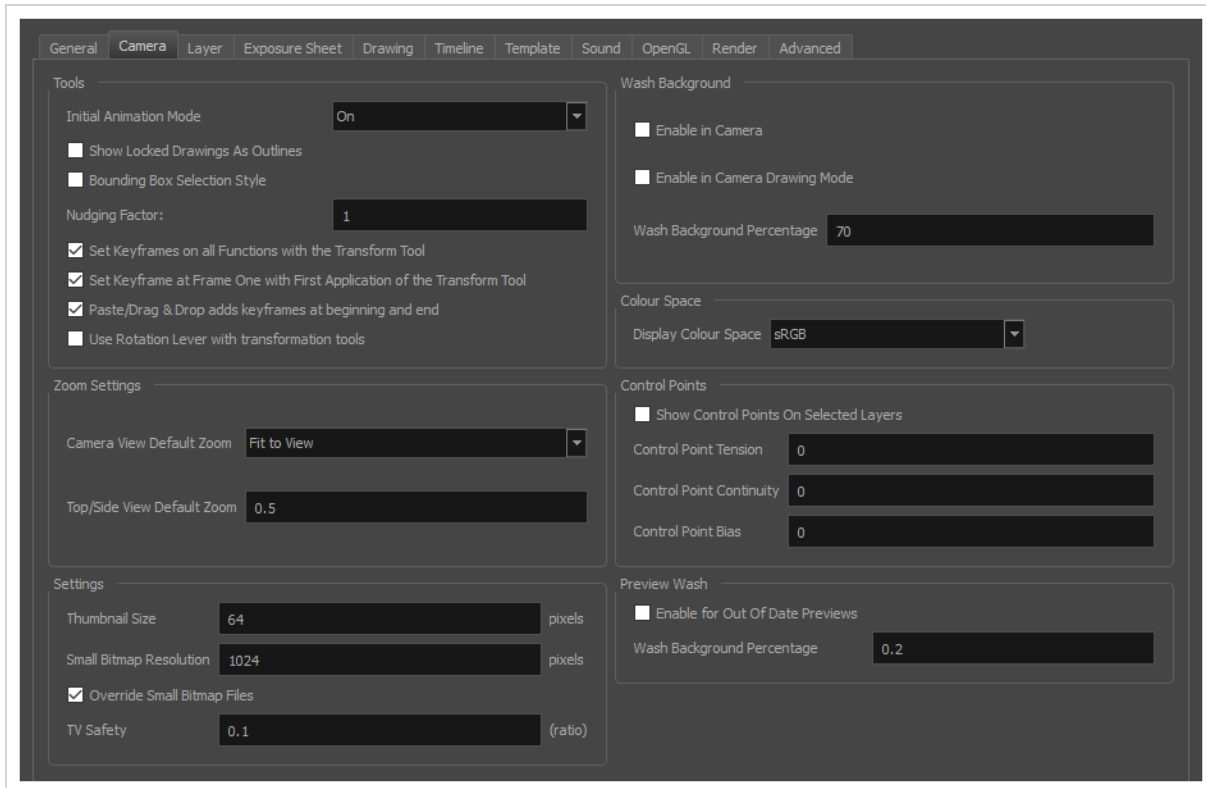 General Camera Layer Exposure Sheet Drawing Timeline Template Sound OpenGL Render Advanced
Tools
Initial Animation Mode On
Show Locked Drawings As Outlines
Bounding Box Selection Style
Nudging Factor: 1
Set Keyframes on all Functions with the Transform Tool
Set Keyframe at Frame One with First Application of the Transform Tool
Paste/Drag & Drop adds keyframes at beginning and end
Use Rotation Lever with transformation tools
Zoom Settings
Camera View Default Zoom Fit to View
Top/Side View Default Zoom 0.5
Settings
Thumbnail Size 64 pixels
Small Bitmap Resolution 1024 pixels
Override Small Bitmap Files
TV Safety 0.1 (ratio)
Wash Background
Enable in Camera
Enable in Camera Drawing Mode
Wash Background Percentage 70
Colour Space
Display Colour Space sRGB
Control Points
Show Control Points On Selected Layers
Control Point Tension 0
Control Point Continuity 0
Control Point Bias 0
Preview Wash
Enable for Out Of Date Previews
Wash Background Percentage 0.2